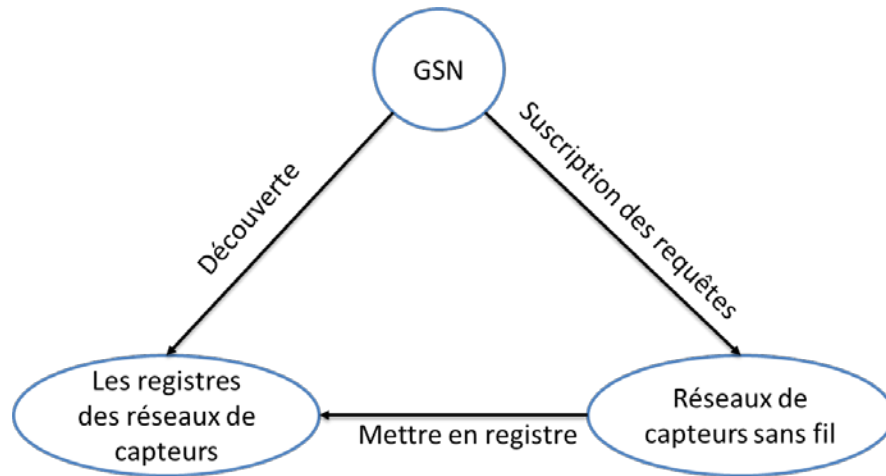 GSN
Découverte
Suscription des requêtes
Les registres
des réseaux de
capteurs
Mettre en registre
Réseaux de
capteurs sans fil